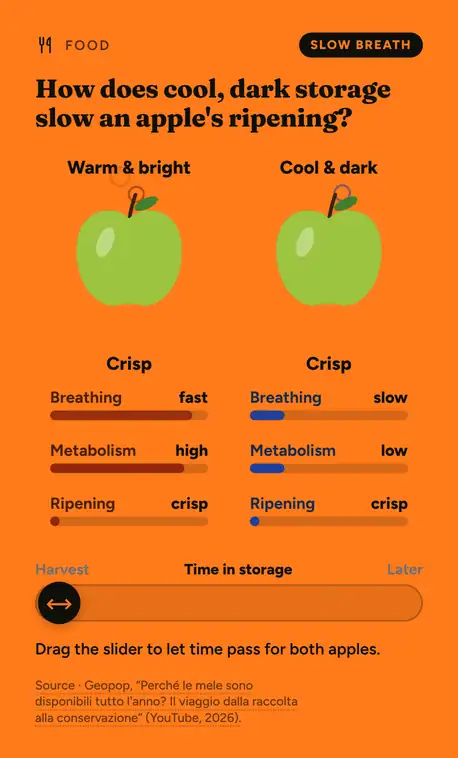 FOOD
SLOW BREATH
How does cool, dark storage
slow an apple's ripening?
Warm & bright
Cool & dark
Crisp
Crisp
Breathing fast
Breathing slow
Metabolism high
Metabolism low
Ripening crisp
Ripening crisp
Harvest Time in storage Later
Drag the slider to let time pass for both apples.
Source · Geopop, “Perché le mele sono
disponibili tutto l'anno? Il viaggio dalla raccolta
alla conservazione” (YouTube, 2026).